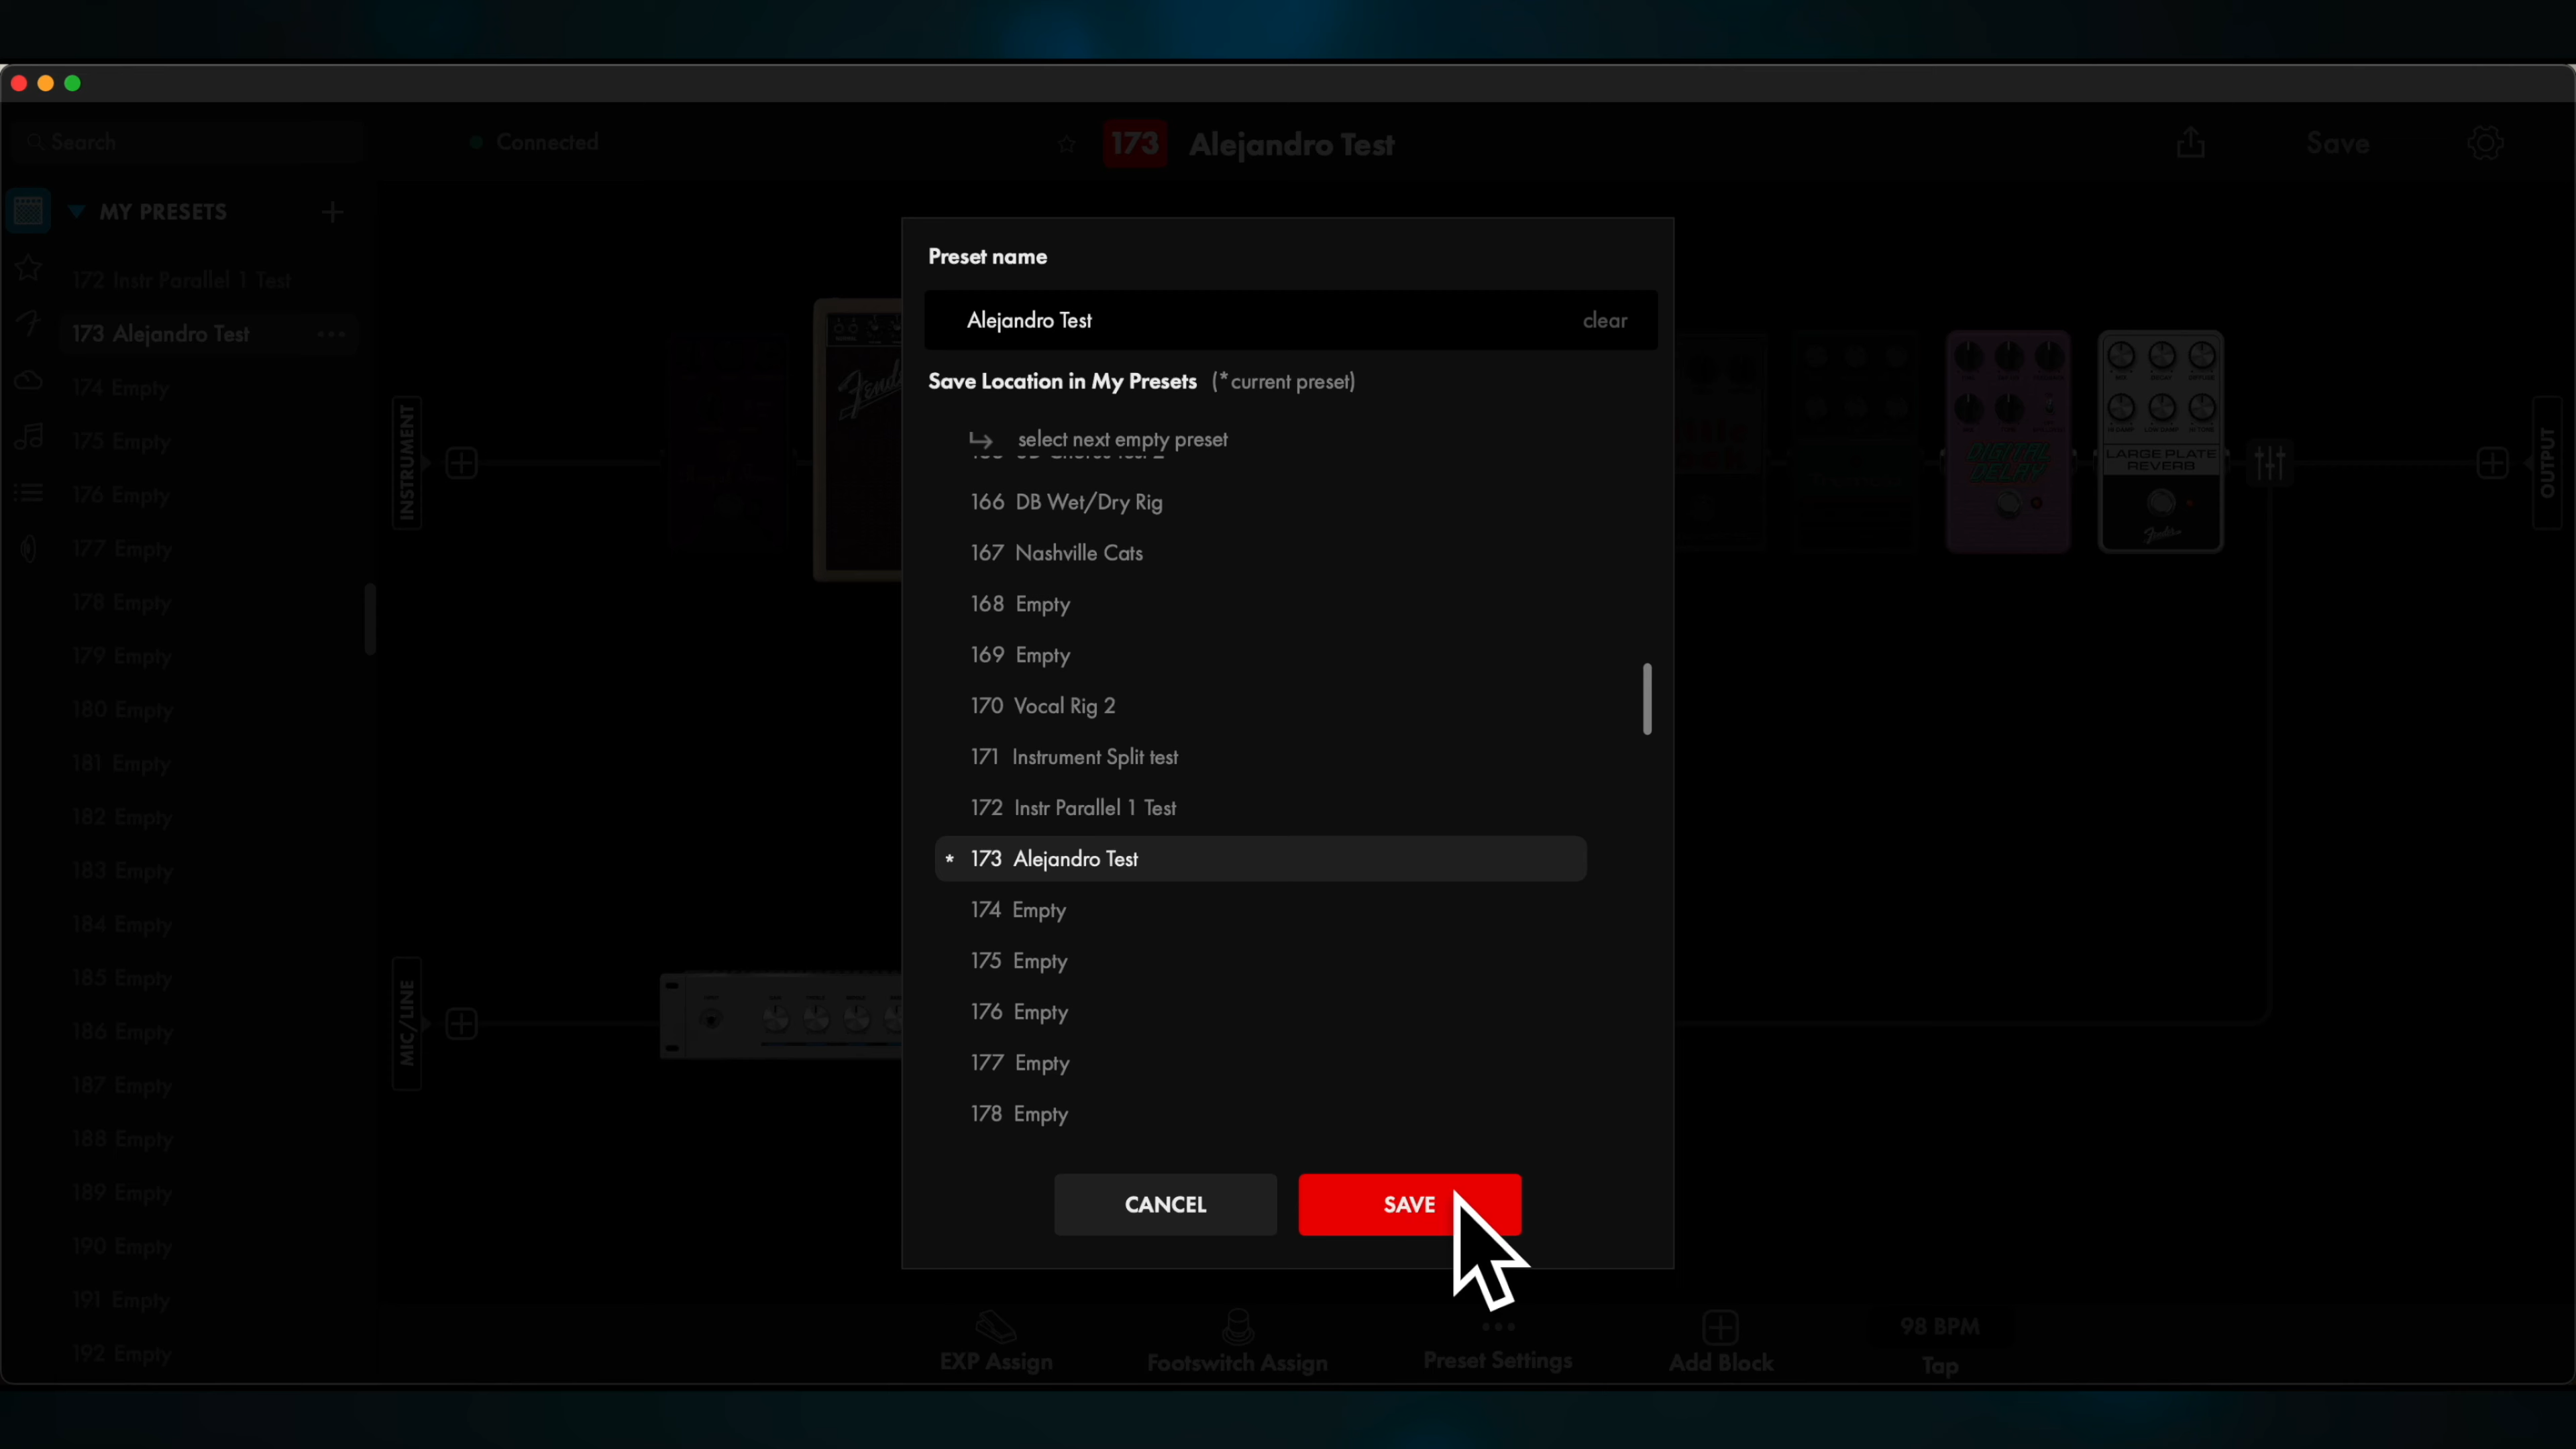 Search
Connected
173 Alejandro Test
Save
MY PRESETS
172 Instr Parallel 1 Test
173 Alejandro Test
174 Empty
175 Empty
176 Empty
177 Empty
178 Empty
179 Empty
180 Empty
181 Empty
182 Empty
183 Empty
184 Empty
185 Empty
186 Empty
187 Empty
188 Empty
189 Empty
190 Empty
191 Empty
192 Empty
INSTRUMENT
MIC/LINE
Preset name
Alejandro Test
clear
Save Location in My Presets (*current preset)
select next empty preset
166 DB Wet/Dry Rig
167 Nashville Cats
168 Empty
169 Empty
170 Vocal Rig 2
171 Instrument Split test
172 Instr Parallel 1 Test
* 173 Alejandro Test
174 Empty
175 Empty
176 Empty
177 Empty
178 Empty
CANCEL
SAVE
DIGITAL
DELAY
LARGE PLATE
REVERB
Fender
OUTPUT
EXP Assign
Footswitch Assign
Preset Settings
Add Block
98 BPM
Tap